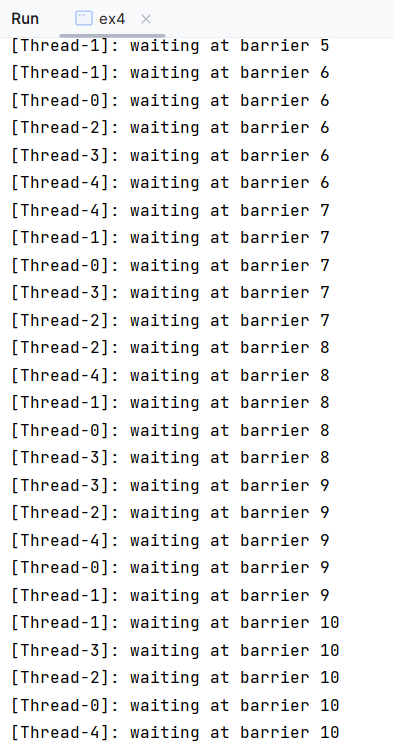 Run ex4
[Thread-1]: waiting at barrier 5
[Thread-1]: waiting at barrier 6
[Thread-0]: waiting at barrier 6
[Thread-2]: waiting at barrier 6
[Thread-3]: waiting at barrier 6
[Thread-4]: waiting at barrier 6
[Thread-4]: waiting at barrier 7
[Thread-1]: waiting at barrier 7
[Thread-0]: waiting at barrier 7
[Thread-3]: waiting at barrier 7
[Thread-2]: waiting at barrier 7
[Thread-2]: waiting at barrier 8
[Thread-4]: waiting at barrier 8
[Thread-1]: waiting at barrier 8
[Thread-0]: waiting at barrier 8
[Thread-3]: waiting at barrier 8
[Thread-3]: waiting at barrier 9
[Thread-2]: waiting at barrier 9
[Thread-4]: waiting at barrier 9
[Thread-0]: waiting at barrier 9
[Thread-1]: waiting at barrier 9
[Thread-1]: waiting at barrier 10
[Thread-3]: waiting at barrier 10
[Thread-2]: waiting at barrier 10
[Thread-0]: waiting at barrier 10
[Thread-4]: waiting at barrier 10